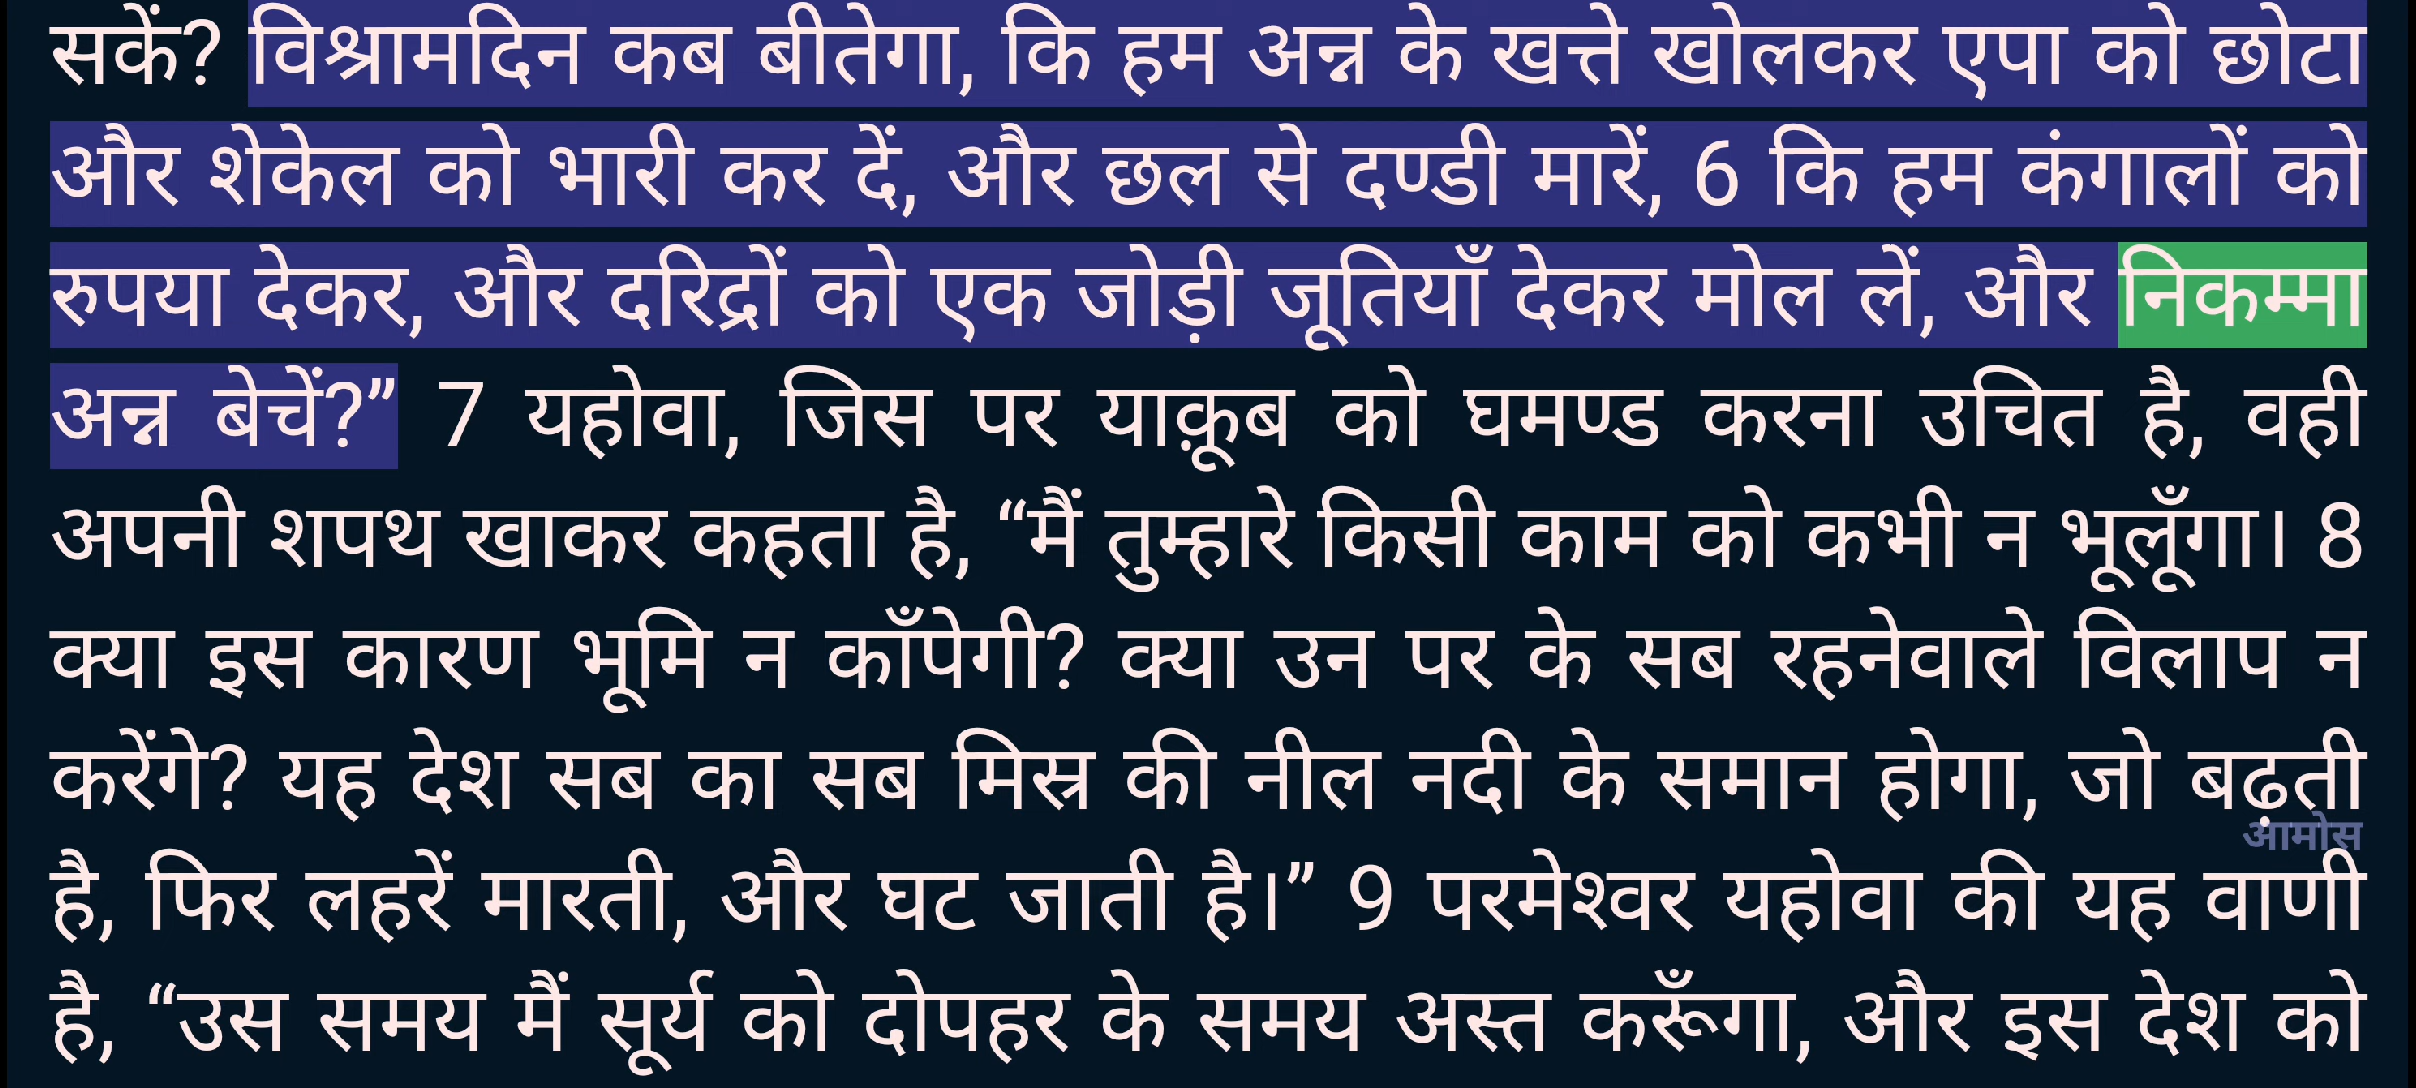 सकें? विश्रामदिन कब बीतेगा, कि हम अन्न के खत्ते खोलकर एपा को छोटा
और शेकेल को भारी कर दें, और छल से दण्डी मारें, 6 कि हम कंगालों को
रुपया देकर, और दरिद्रों को एक जोड़ी जूतियाँ देकर मोल लें, और निकम्मा
अन्न बेचें?” 7 यहोवा, जिस पर याक़ूब को घमण्ड करना उचित है, वही
अपनी शपथ खाकर कहता है, “मैं तुम्हारे किसी काम को कभी न भूलूँगा। 8
क्या इस कारण भूमि न काँपेगी? क्या उन पर के सब रहनेवाले विलाप न
करेंगे? यह देश सब का सब मिस्र की नील नदी के समान होगा, जो बढ़ती
आमोस
है, फिर लहरें मारती, और घट जाती है।” 9 परमेश्वर यहोवा की यह वाणी
है, “उस समय मैं सूर्य को दोपहर के समय अस्त करूँगा, और इस देश को